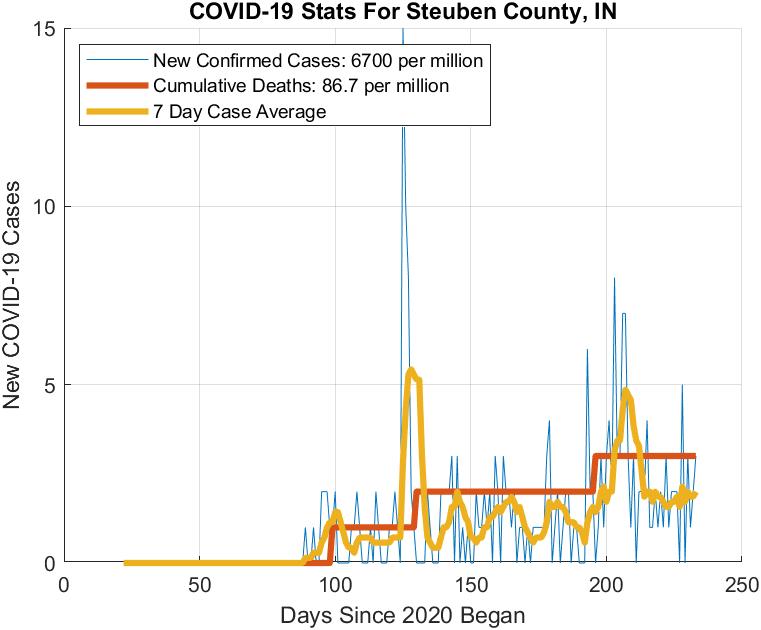 COVID-19 Stats For Steuben County, IN
New Confirmed Cases: 6700 per million
Cumulative Deaths: 86.7 per million
7 Day Case Average
New COVID-19 Cases
15
10
5
0
0 50 100 150 200 250
Days Since 2020 Began